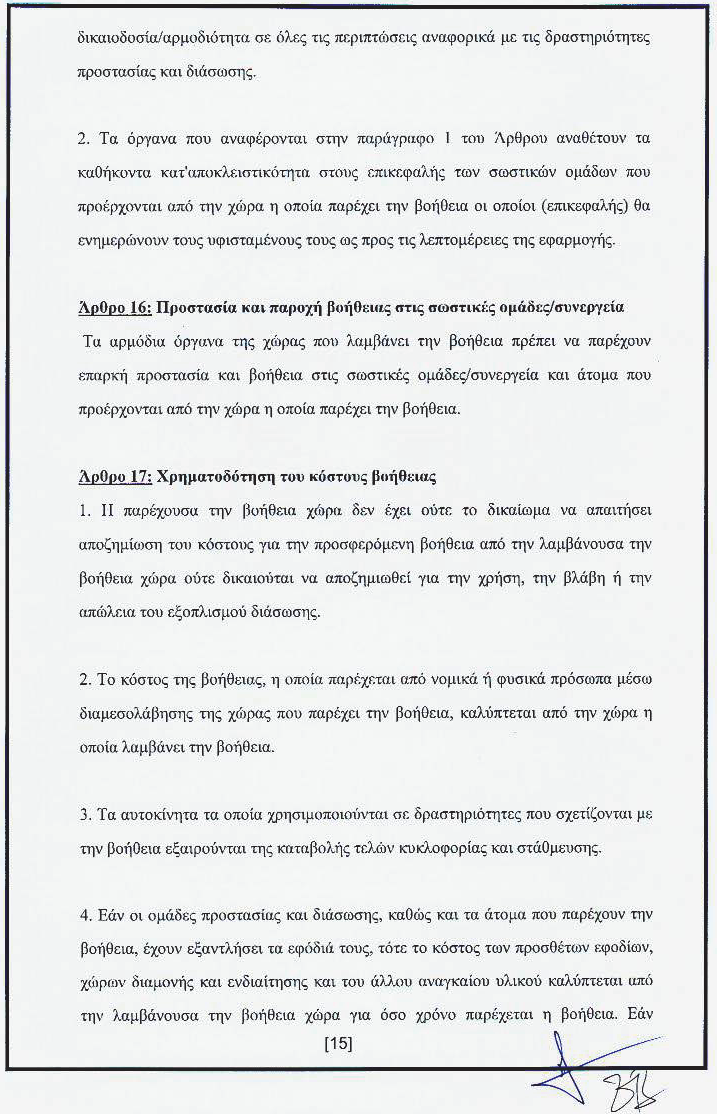 δικαιοδοσία/αρμοδιότητα σε όλες τις περιπτώσεις αναφορικά με τις δραστηριότητες
προστασίας και διάσωσης.
2. Τα όργανα που αναφέρονται στην παράγραφο 1 του Άρθρου αναθέτουν τα
καθήκοντα κατ'αποκλειστικότητα στους επικεφαλής των σωστικών ομάδων που
προέρχονται από την χώρα η οποία παρέχει την βοήθεια οι οποίοι (επικεφαλής) θα
ενημερώνουν τους υφισταμένους τους ως προς τις λεπτομέρειες της εφαρμογής.
Άρθρο 16: Προστασία και παροχή βοήθειας στις σωστικές ομάδες/συνεργεία
Τα αρμόδια όργανα της χώρας που λαμβάνει την βοήθεια πρέπει να παρέχουν
επαρκή προστασία και βοήθεια στις σωστικές ομάδες/συνεργεία και άτομα που
προέρχονται από την χώρα η οποία παρέχει την βοήθεια.
Άρθρο 17: Χρηματοδότηση του κόστους βοήθειας
1. Η παρέχουσα την βοήθεια χώρα δεν έχει ούτε το δικαίωμα να απαιτήσει
αποζημίωση του κόστους για την προσφερόμενη βοήθεια από την λαμβάνουσα την
βοήθεια χώρα ούτε δικαιούται να αποζημιωθεί για την χρήση, την βλάβη ή την
απώλεια του εξοπλισμού διάσωσης.
2. Το κόστος της βοήθειας, η οποία παρέχεται από νομικά ή φυσικά πρόσωπα μέσω
διαμεσολάβησης της χώρας που παρέχει την βοήθεια, καλύπτεται από την χώρα η
οποία λαμβάνει την βοήθεια.
3. Τα αυτοκίνητα τα οποία χρησιμοποιούνται σε δραστηριότητες που σχετίζονται με
την βοήθεια εξαιρούνται της καταβολής τελών κυκλοφορίας και στάθμευσης.
4. Εάν οι ομάδες προστασίας και διάσωσης, καθώς και τα άτομα που παρέχουν την
βοήθεια, έχουν εξαντλήσει τα εφόδιά τους, τότε το κόστος των προσθέτων εφοδίων,
χώρων διαμονής και ενδιαίτησης και του άλλου αναγκαίου υλικού καλύπτεται από
την λαμβάνουσα την βοήθεια χώρα για όσο χρόνο παρέχεται η βοήθεια. Εάν
[15]